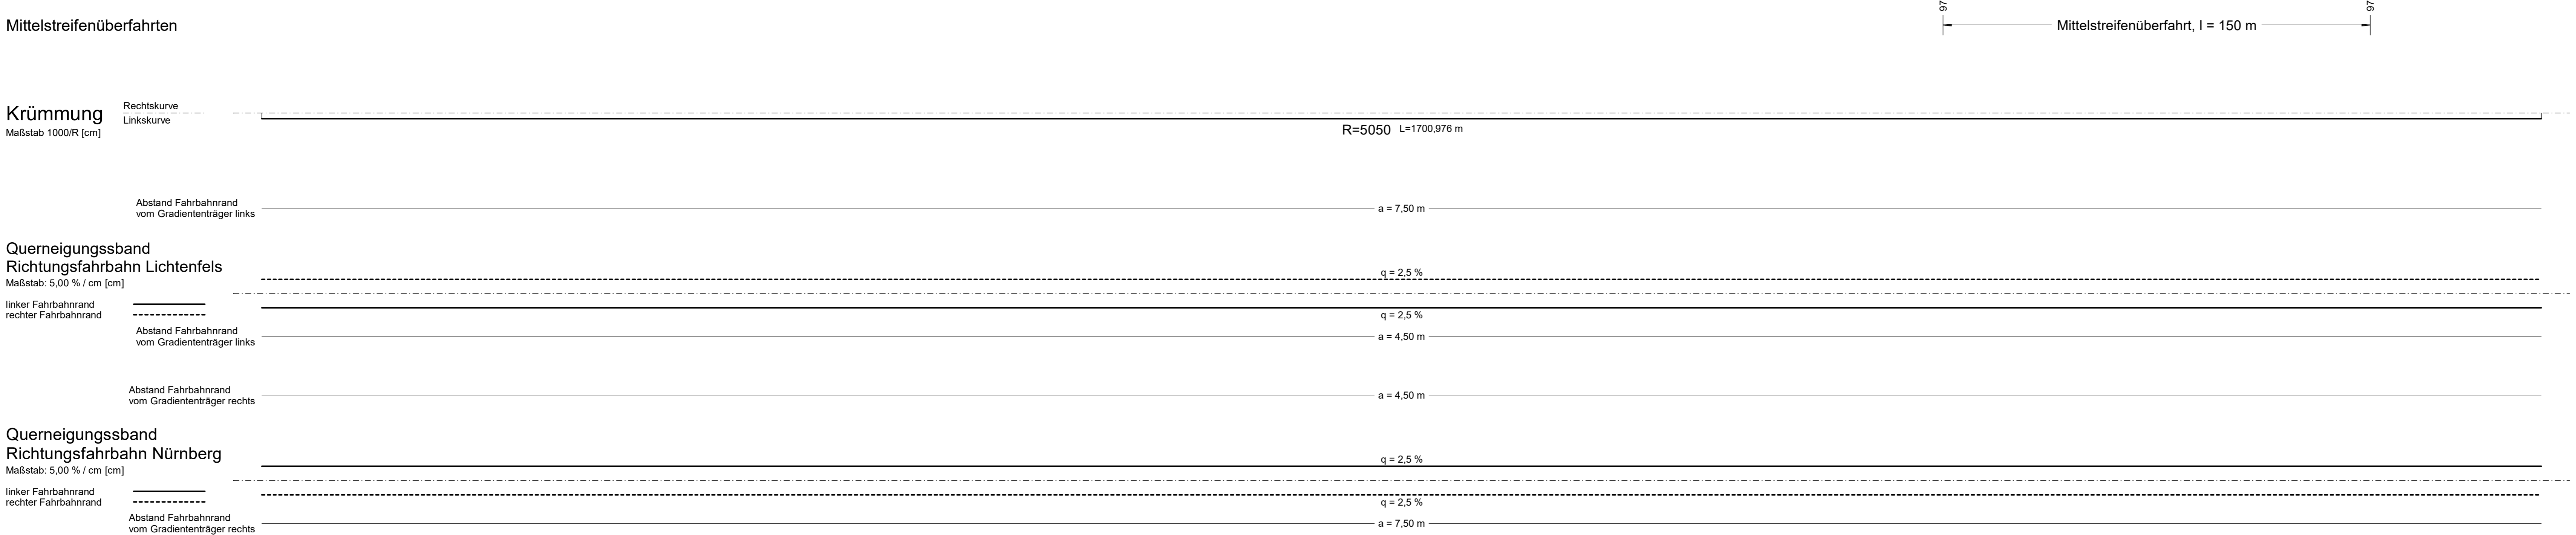 97
97
Mittelstreifenüberfahrten
Mittelstreifenüberfahrt, l = 150 m
Krümmung
Rechtskurve
Linkskurve
Maßstab 1000/R [cm]
R=5050 L=1700,976 m
Abstand Fahrbahnrand
vom Gradiententräger links
a = 7,50 m
Querneigungssband
Richtungsfahrbahn Lichtenfels
Maßstab: 5,00 % / cm [cm]
q = 2,5 %
linker Fahrbahnrand
rechter Fahrbahnrand
q = 2,5 %
Abstand Fahrbahnrand
vom Gradiententräger links
a = 4,50 m
Abstand Fahrbahnrand
vom Gradiententräger rechts
a = 4,50 m
Querneigungssband
Richtungsfahrbahn Nürnberg
Maßstab: 5,00 % / cm [cm]
q = 2,5 %
linker Fahrbahnrand
rechter Fahrbahnrand
q = 2,5 %
Abstand Fahrbahnrand
vom Gradiententräger rechts
a = 7,50 m